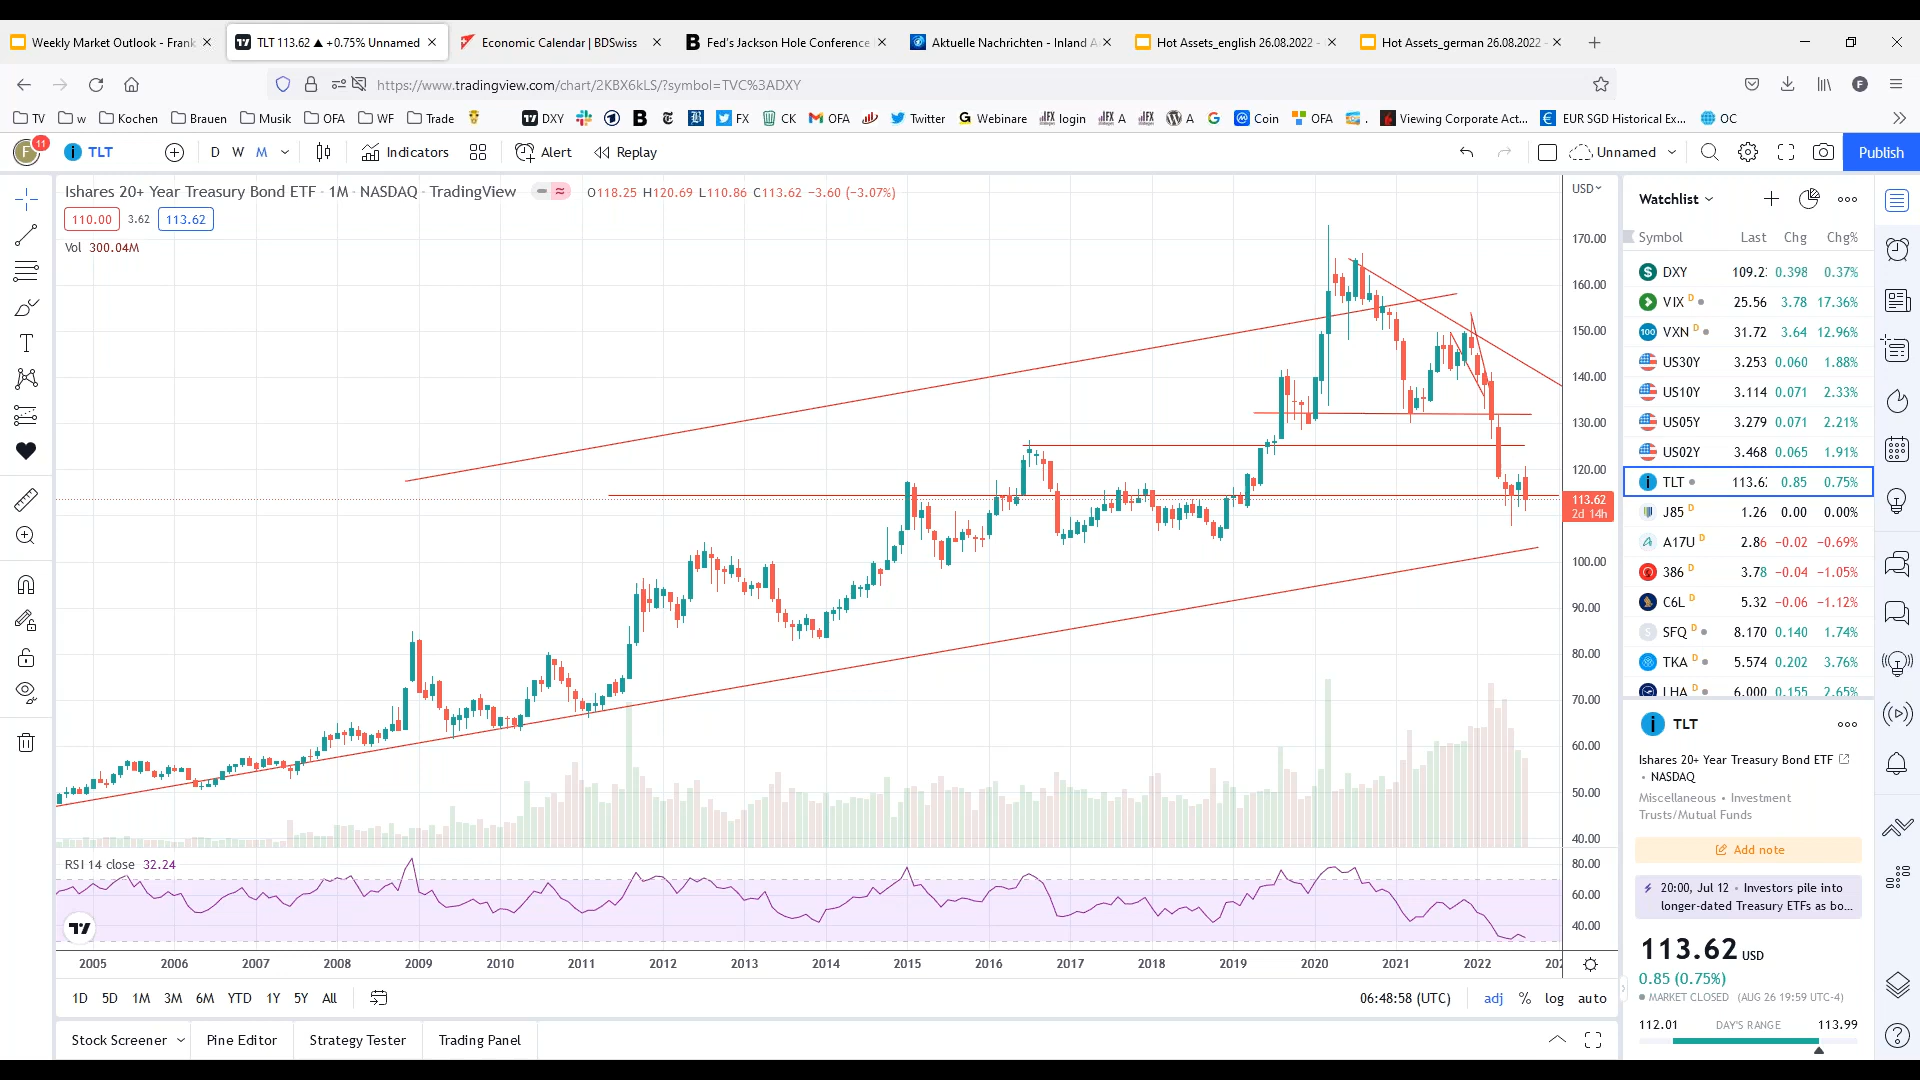 Weekly Market Outlook - Frank
TLT 113.62 ▲ +0.75% Unnamed
Economic Calendar | BDSwiss
Fed's Jackson Hole Conference
Aktuelle Nachrichten - Inland A
Hot Assets_english 26.08.2022 -
Hot Assets_german 26.08.2022 -
https://www.tradingview.com/chart/2KBX6kLS/?symbol=TVC%3ADXY
TV w Kochen Brauen Musik OFA WF Trade DXY FX CK OFA Twitter Webinare login A A Coin OFA . Viewing Corporate Act... EUR SGD Historical Ex... OC
F 11 TLT D W M Indicators Alert Replay Unnamed Publish
Ishares 20+ Year Treasury Bond ETF · 1M · NASDAQ · TradingView O118.25 H120.69 L110.86 C113.62 −3.60 (−3.07%)
110.00 3.62 113.62
Vol 300.04M
USD
170.00
160.00
150.00
140.00
130.00
120.00
113.62
2d 14h
100.00
90.00
80.00
70.00
60.00
50.00
40.00
RSI 14 close 32.24
80.00
60.00
40.00
2005 2006 2007 2008 2009 2010 2011 2012 2013 2014 2015 2016 2017 2018 2019 2020 2021 2022 202
1D 5D 1M 3M 6M YTD 1Y 5Y All
06:48:58 (UTC) adj % log auto
Stock Screener Pine Editor Strategy Tester Trading Panel
Watchlist
Symbol Last Chg Chg%
DXY 109.2 0.398 0.37%
VIX D 25.56 3.78 17.36%
100 VXN D 31.72 3.64 12.96%
US30Y 3.253 0.060 1.88%
US10Y 3.114 0.071 2.33%
US05Y 3.279 0.071 2.21%
US02Y 3.468 0.065 1.91%
TLT 113.62 0.85 0.75%
J85 D 1.26 0.00 0.00%
A17U D 2.86 −0.02 −0.69%
386 D 3.78 −0.04 −1.05%
C6L D 5.32 −0.06 −1.12%
SFQ D 8.170 0.140 1.74%
TKA D 5.574 0.202 3.76%
LHA D 6.000 0.155 2.65%
TLT
Ishares 20+ Year Treasury Bond ETF
• NASDAQ
Miscellaneous • Investment
Trusts/Mutual Funds
Add note
20:00, Jul 12 • Investors pile into
longer-dated Treasury ETFs as bo...
113.62 USD
0.85 (0.75%)
MARKET CLOSED (AUG 26 19:59 UTC-4)
112.01 DAY'S RANGE 113.99